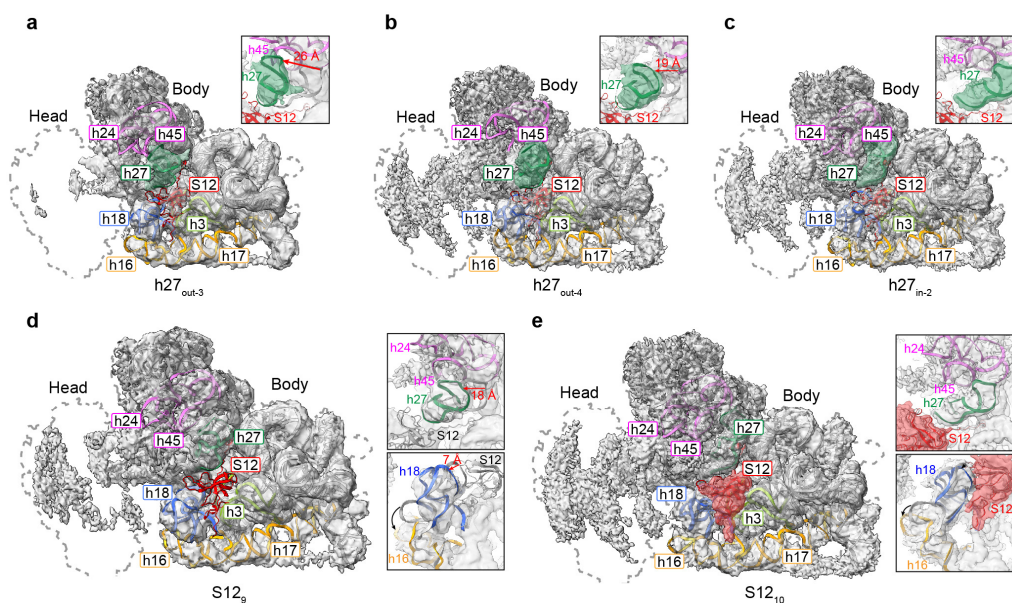 a
h45
26 Å
h27
S12
Body
Head
h24
h45
h27
S12
h18
h3
h16
h17
h27out-3
b
19 Å
h27
S12
Body
Head
h24
h45
h27
S12
h18
h3
h16
h17
h27out-4
c
h45
h27
S12
Body
Head
h24
h45
h27
S12
h18
h3
h16
h17
h27in-2
d
Head
Body
h24
h45
18 Å
h27
S12
h24
h45
h27
S12
h18
h3
h16
h17
h18
7 Å
S12
h16
S129
e
Head
Body
h24
h45
h27
S12
h24
h45
h27
S12
h18
h3
h16
h17
h18
S12
h16
S1210